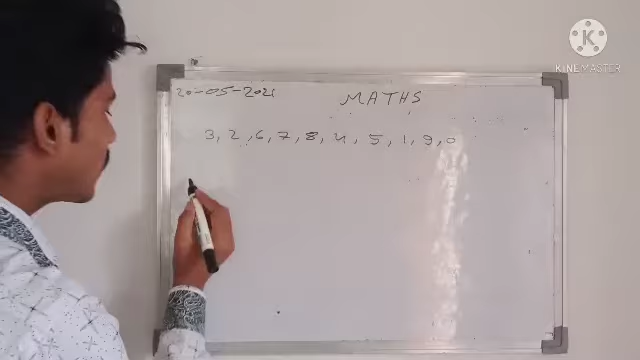 KINEMASTER
20-05-2021
MATHS
3, 2, 6, 7, 8, 4, 5, 1, 9, 0